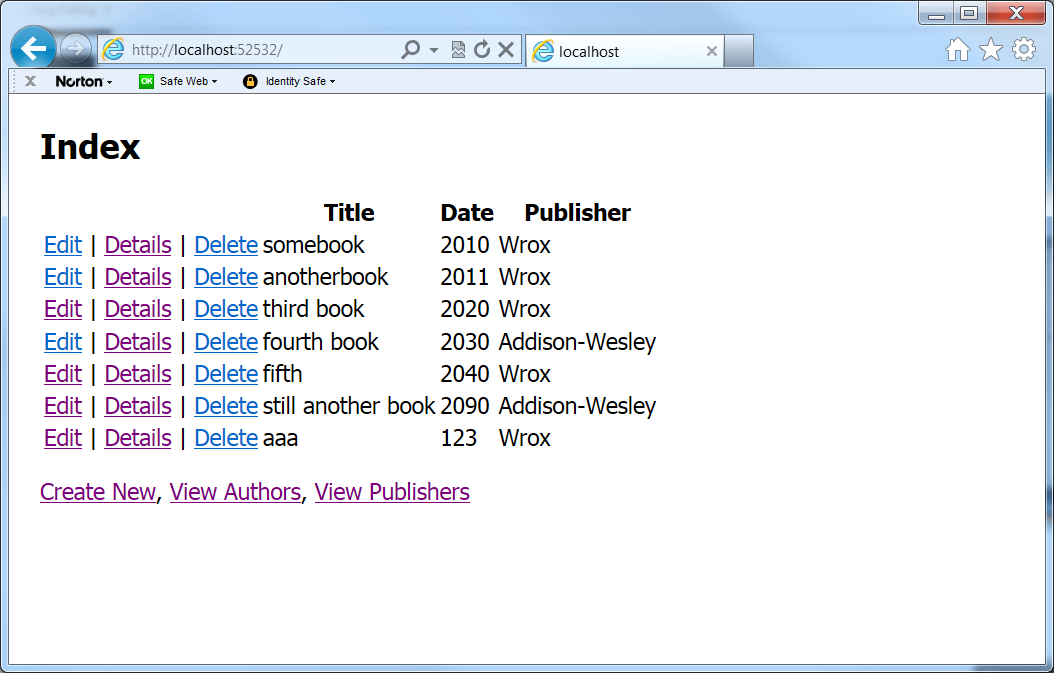 http://localhost:52532/
localhost
Norton
OK Safe Web
Identity Safe
Index
Title Date Publisher
Edit | Details | Delete somebook 2010 Wrox
Edit | Details | Delete anotherbook 2011 Wrox
Edit | Details | Delete third book 2020 Wrox
Edit | Details | Delete fourth book 2030 Addison-Wesley
Edit | Details | Delete fifth 2040 Wrox
Edit | Details | Delete still another book 2090 Addison-Wesley
Edit | Details | Delete aaa 123 Wrox
Create New, View Authors, View Publishers